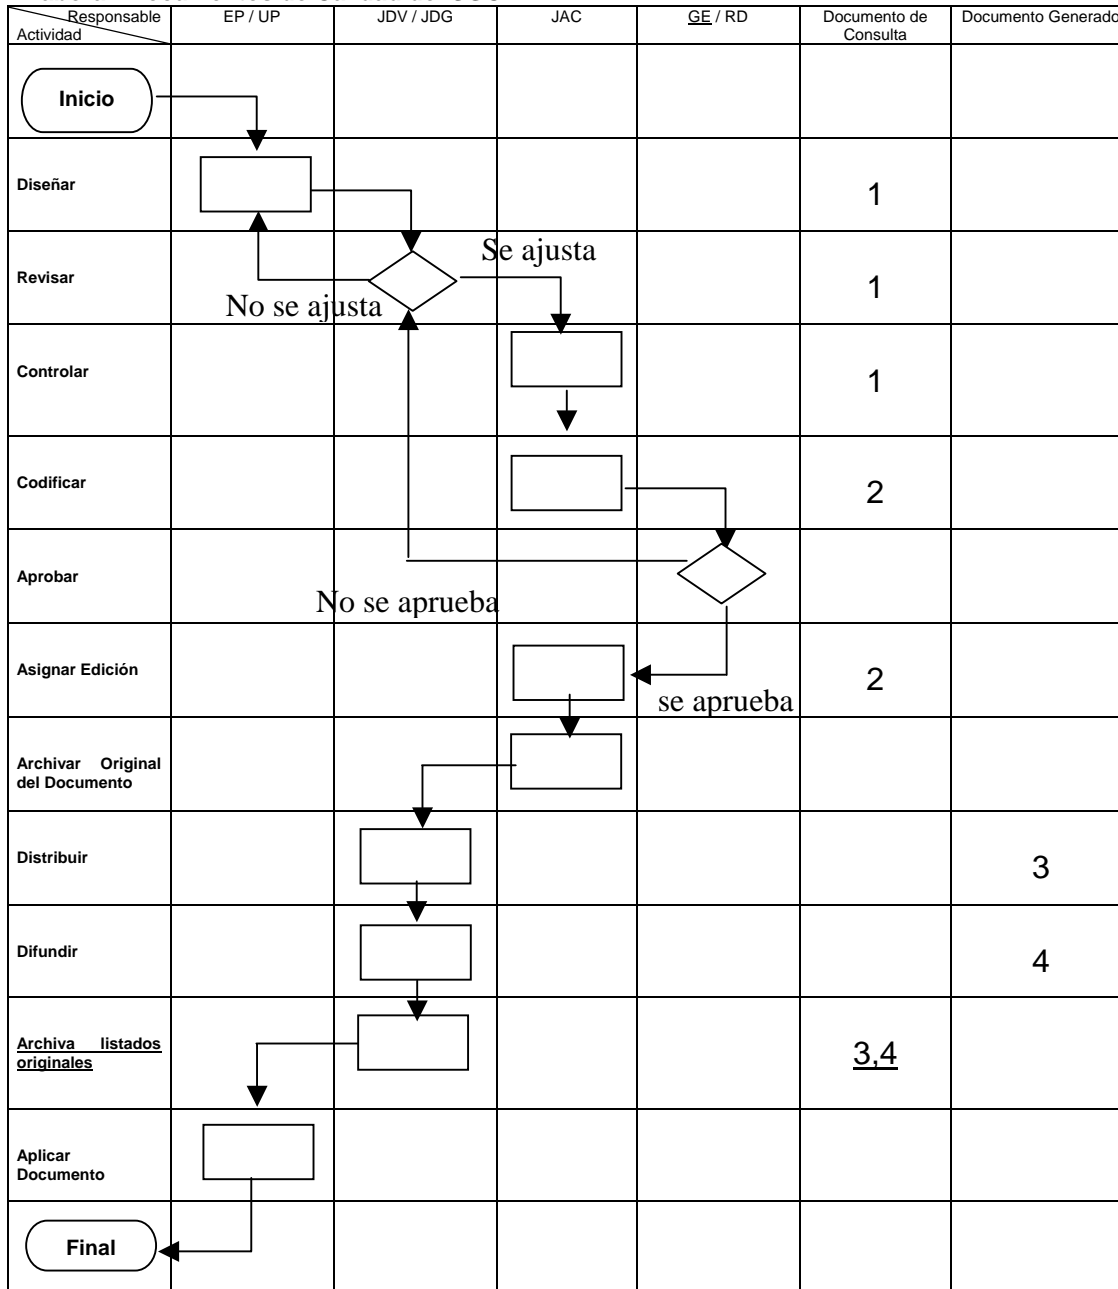 Responsable EP / UP JDV / JDG JAC GE / RD Documento de Consulta Documento Generado
Actividad
Inicio
Diseñar 1
Se ajusta
Revisar 1
No se ajusta
Controlar 1
Codificar 2
Aprobar
No se aprueba
Asignar Edición 2
se aprueba
Archivar Original
del Documento
Distribuir 3
Difundir 4
Archiva listados
originales 3,4
Aplicar
Documento
Final